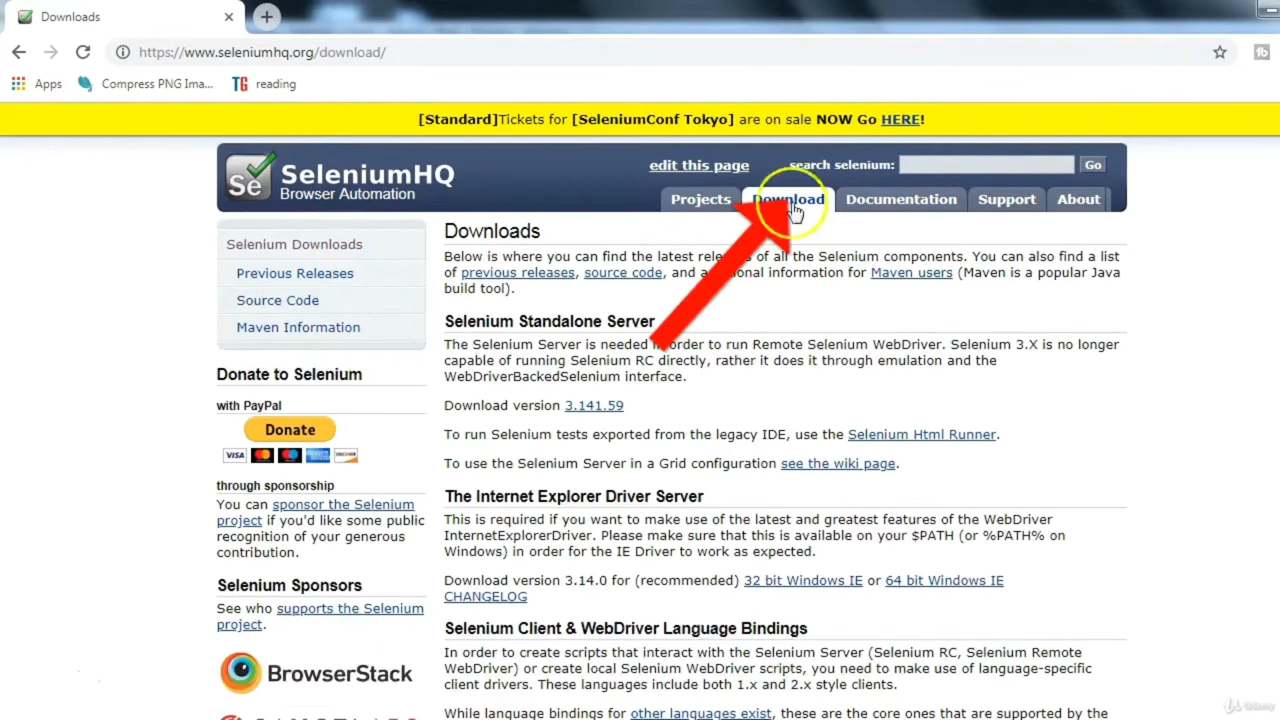 Downloads
https://www.seleniumhq.org/download/
Apps
Compress PNG Ima...
TG reading
[Standard]Tickets for [SeleniumConf Tokyo] are on sale NOW Go HERE!
Se
SeleniumHQ
Browser Automation
edit this page
search selenium:
Go
Projects
Download
Documentation
Support
About
Selenium Downloads
Previous Releases
Source Code
Maven Information
Donate to Selenium
with PayPal
Donate
VISA
through sponsorship
You can sponsor the Selenium
project if you'd like some public
recognition of your generous
contribution.
Selenium Sponsors
See who supports the Selenium
project.
BrowserStack
Downloads
Below is where you can find the latest of all the Selenium components. You can also find a list
of previous releases, source code, and information for Maven users (Maven is a popular Java
build tool).
Selenium Standalone Server
The Selenium Server is needed in order to run Remote Selenium WebDriver. Selenium 3.X is no longer
capable of running Selenium RC directly, rather it does it through emulation and the
WebDriverBackedSelenium interface.
Download version 3.141.59
To run Selenium tests exported from the legacy IDE, use the Selenium Html Runner.
To use the Selenium Server in a Grid configuration see the wiki page.
The Internet Explorer Driver Server
This is required if you want to make use of the latest and greatest features of the WebDriver
InternetExplorerDriver. Please make sure that this is available on your $PATH (or %PATH% on
Windows) in order for the IE Driver to work as expected.
Download version 3.14.0 for (recommended) 32 bit Windows IE or 64 bit Windows IE
CHANGELOG
Selenium Client & WebDriver Language Bindings
In order to create scripts that interact with the Selenium Server (Selenium RC, Selenium Remote
WebDriver) or create local Selenium WebDriver scripts, you need to make use of language-specific
client drivers. These languages include both 1.x and 2.x style clients.
While language bindings for other languages exist, these are the core ones that are supported by the
Udemy